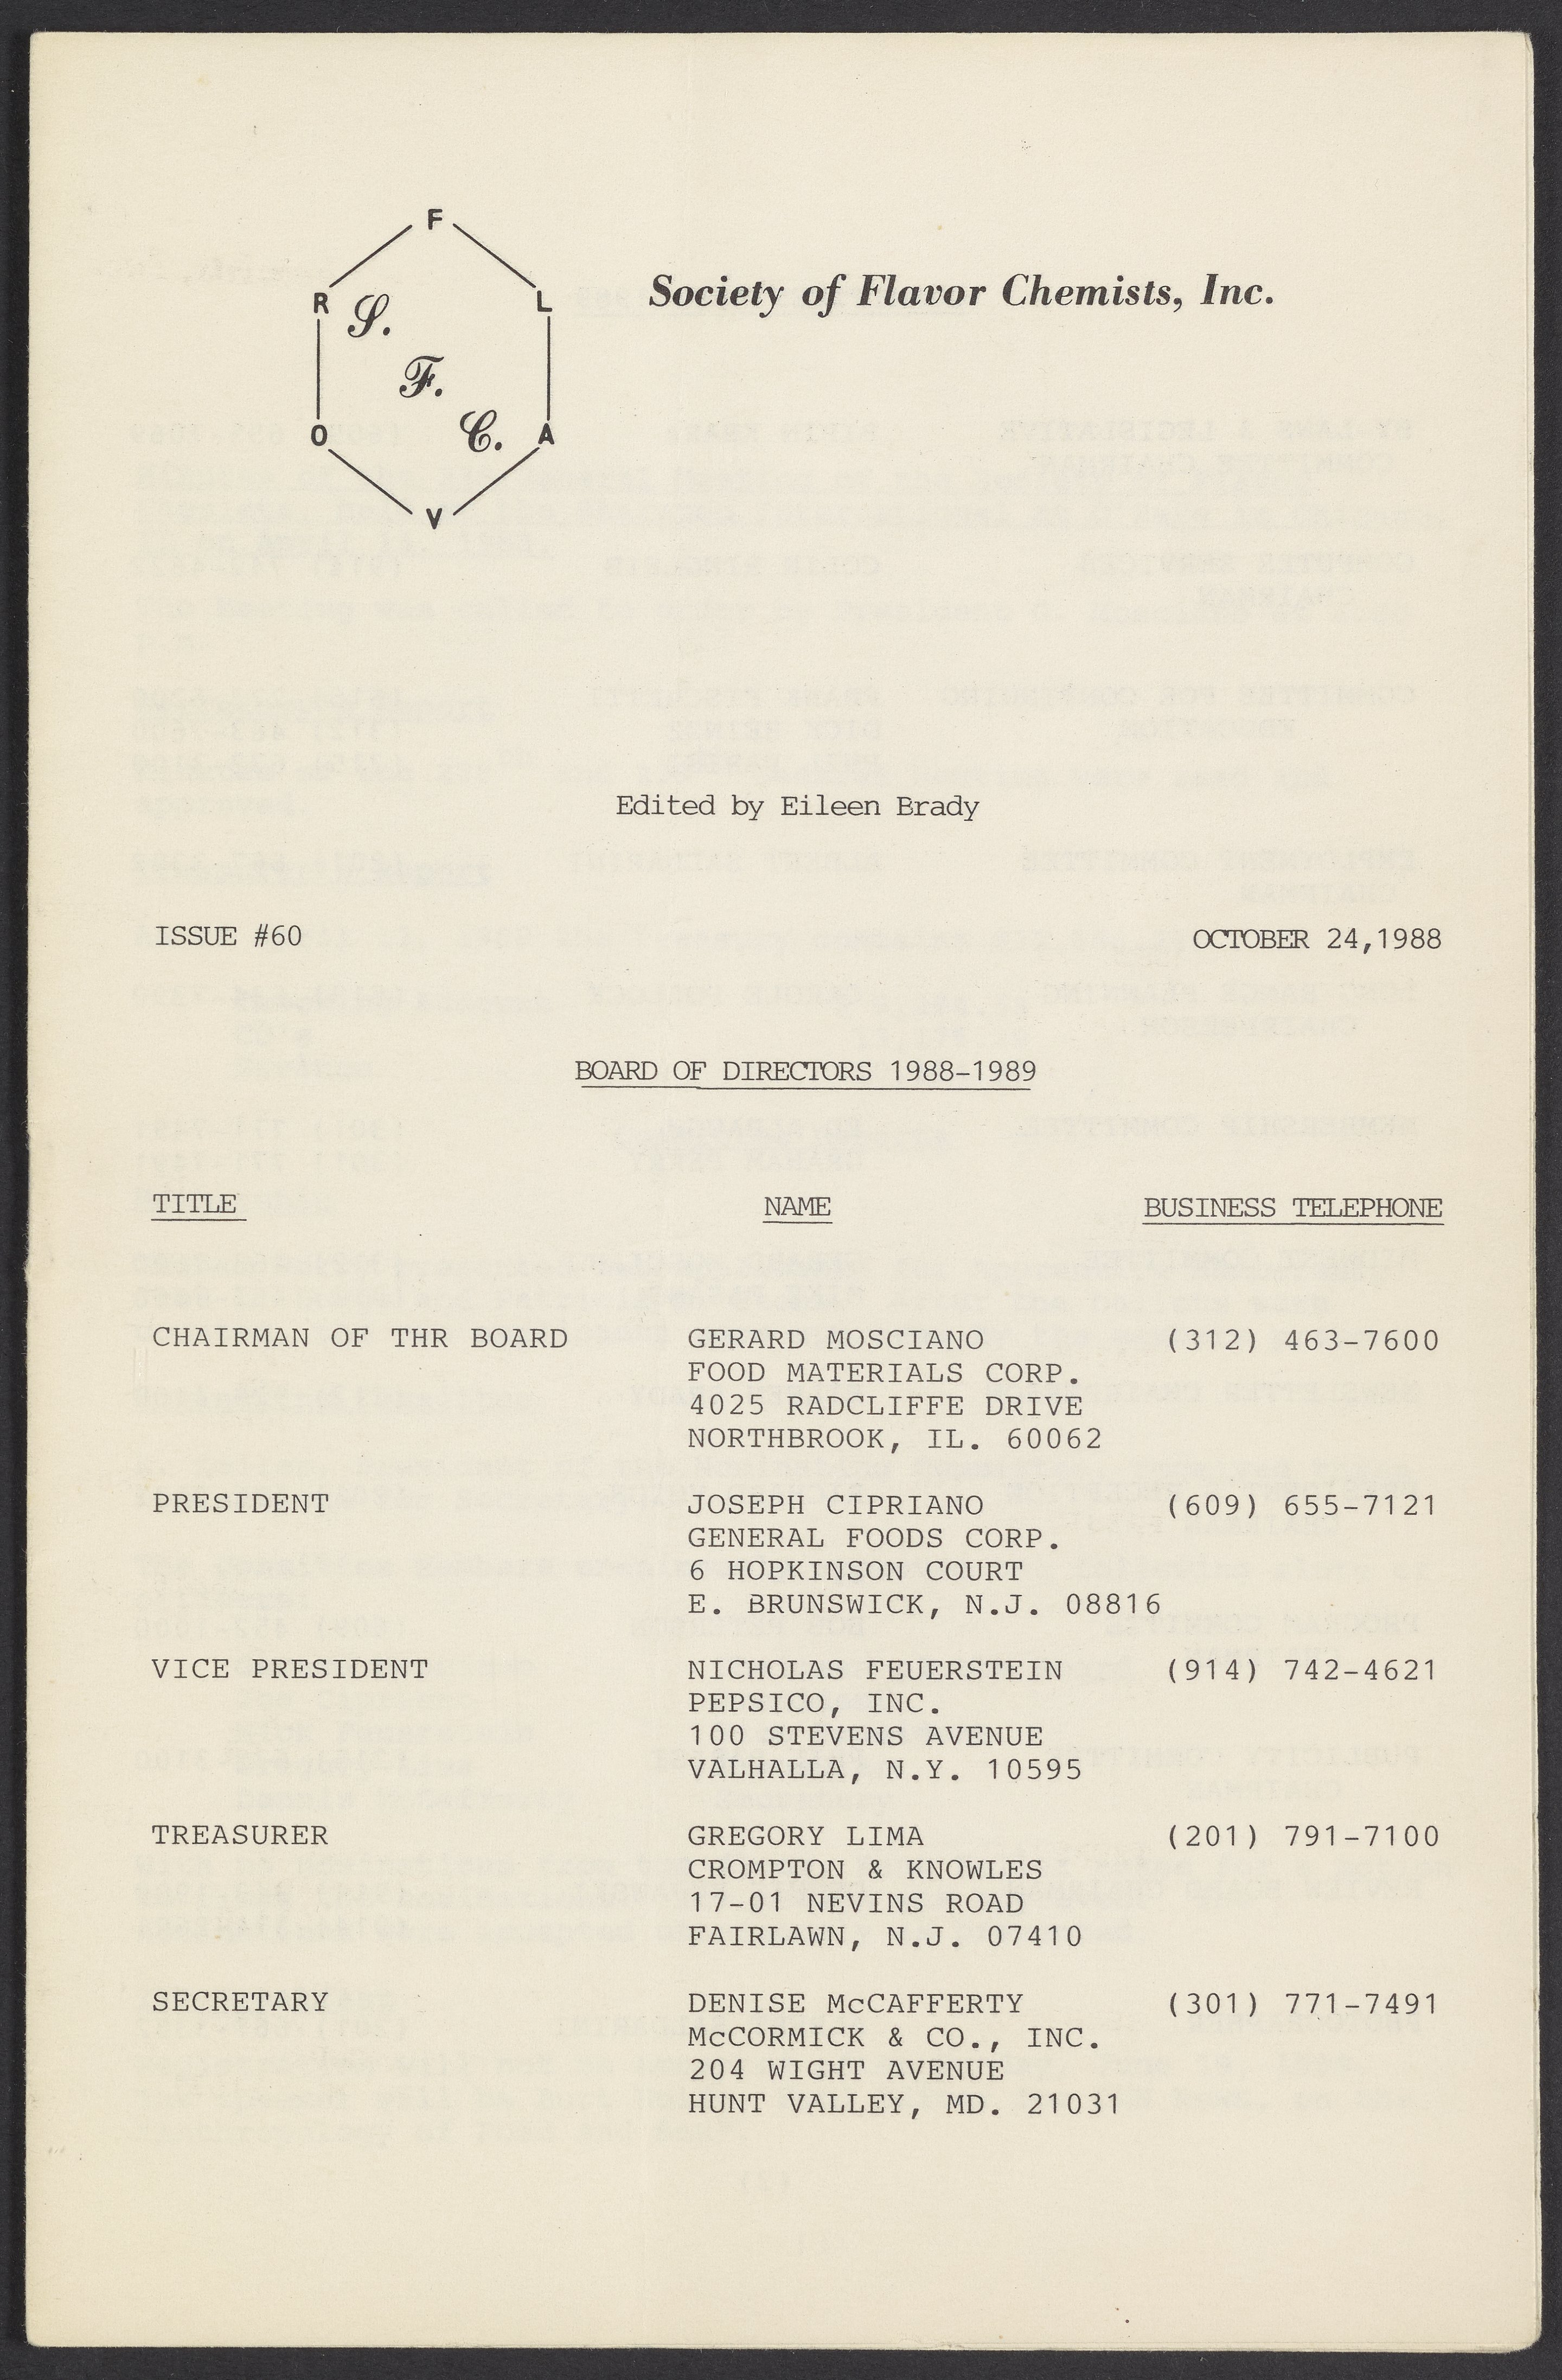 F
R L
S.
F.
C.
O A
V
Society of Flavor Chemists, Inc.
Edited by Eileen Brady
ISSUE #60 OCTOBER 24,1988
BOARD OF DIRECTORS 1988-1989
TITLE NAME BUSINESS TELEPHONE
CHAIRMAN OF THR BOARD GERARD MOSCIANO (312) 463-7600
FOOD MATERIALS CORP.
4025 RADCLIFFE DRIVE
NORTHBROOK, IL. 60062
PRESIDENT JOSEPH CIPRIANO (609) 655-7121
GENERAL FOODS CORP.
6 HOPKINSON COURT
E. BRUNSWICK, N.J. 08816
VICE PRESIDENT NICHOLAS FEUERSTEIN (914) 742-4621
PEPSICO, INC.
100 STEVENS AVENUE
VALHALLA, N.Y. 10595
TREASURER GREGORY LIMA (201) 791-7100
CROMPTON & KNOWLES
17-01 NEVINS ROAD
FAIRLAWN, N.J. 07410
SECRETARY DENISE McCAFFERTY (301) 771-7491
McCORMICK & CO., INC.
204 WIGHT AVENUE
HUNT VALLEY, MD. 21031